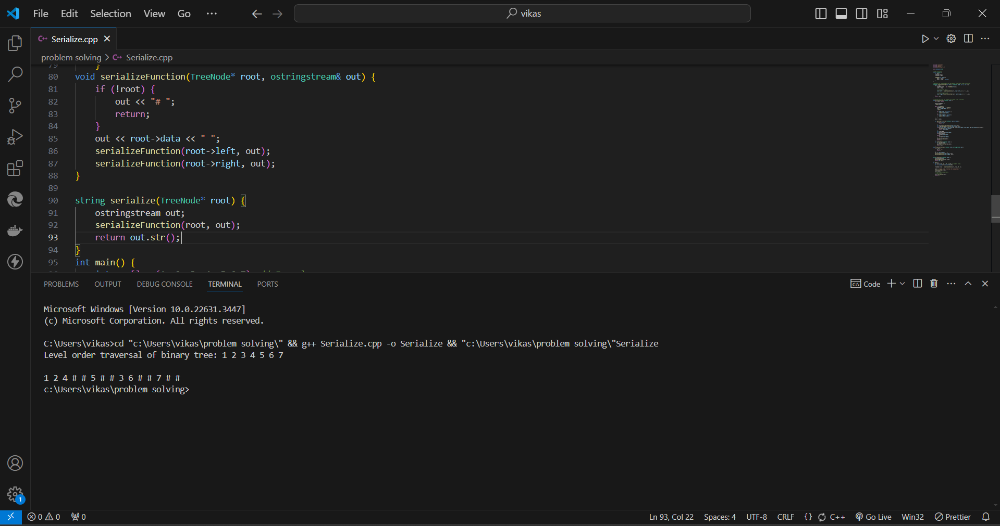 File Edit Selection View Go ···
vikas
C++ Serialize.cpp
problem solving > C++ Serialize.cpp
79 }
80 void serializeFunction(TreeNode* root, ostringstream& out) {
81 if (!root) {
82 out << "# ";
83 return;
84 }
85 out << root->data << " ";
86 serializeFunction(root->left, out);
87 serializeFunction(root->right, out);
88 }
89
90 string serialize(TreeNode* root) {
91 ostringstream out;
92 serializeFunction(root, out);
93 return out.str();
94 }
95 int main() {
PROBLEMS OUTPUT DEBUG CONSOLE TERMINAL PORTS
Code
Microsoft Windows [Version 10.0.22631.3447]
(c) Microsoft Corporation. All rights reserved.
C:\Users\vikas>cd "c:\Users\vikas\problem solving\" && g++ Serialize.cpp -o Serialize && "c:\Users\vikas\problem solving\"Serialize
Level order traversal of binary tree: 1 2 3 4 5 6 7
1 2 4 # # 5 # # 3 6 # # 7 # #
c:\Users\vikas\problem solving>
1
0 0 0 Ln 93, Col 22 Spaces: 4 UTF-8 CRLF {} C++ Go Live Win32 Prettier